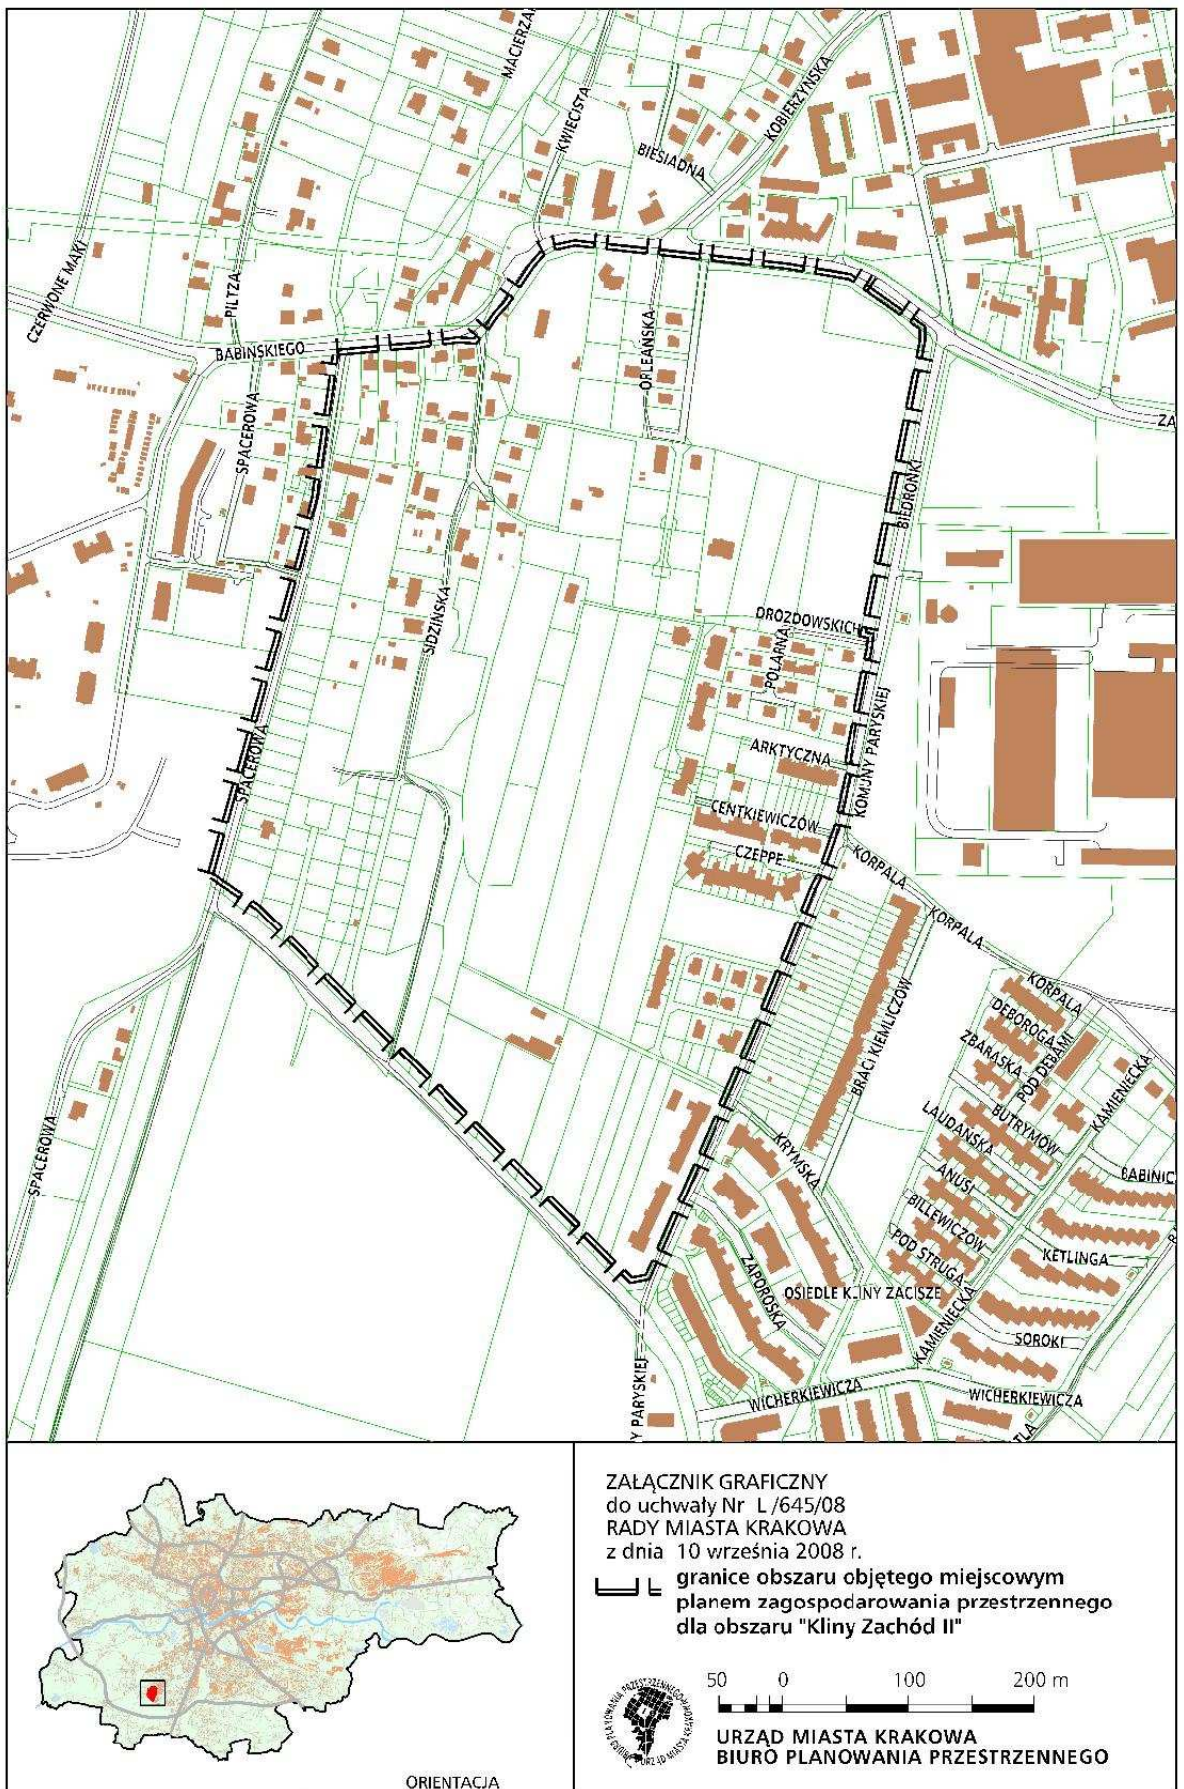 MACIERZA
KWIECISTA
KOBIERZYŃSKA
BIESIADNA
CZERWONE MAKI
PILTZA
BABIŃSKIEGO
ORLEAŃSKA
SPACEROWA
ZA
BIEDRONKI
SIDZIŃSKA
DROZDOWSKICH
POLARNA
ARKTYCZNA
KOMUNY PARYSKIEJ
SPACEROWA
CENTKIEWICZÓW
CZEPPE
KORPALA
KORPALA
KORPALA
BRACI KIEMLICZÓW
DEBOROGA
ZBARASKA
POD DĘBAMI
KAMIENIECKA
LAUDAŃSKA
BUTRYMÓW
SPACEROWA
KRYMSKA
ANUSI
BABINIC
BILLEWICZÓW
POD STRUGĄ
KETLINGA
ZAPOROSKA
OSIEDLE KLINY ZACISZE
KAMIENIECKA
SOROKI
Y PARYSKIEJ
WICHERKIEWICZA
WICHERKIEWICZA
TLA
ZAŁĄCZNIK GRAFICZNY
do uchwały Nr L /645/08
RADY MIASTA KRAKOWA
z dnia 10 września 2008 r.
granice obszaru objętego miejscowym
planem zagospodarowania przestrzennego
dla obszaru "Kliny Zachód II"
50 0 100 200 m
URZĄD MIASTA KRAKOWA
BIURO PLANOWANIA PRZESTRZENNEGO
ORIENTACJA